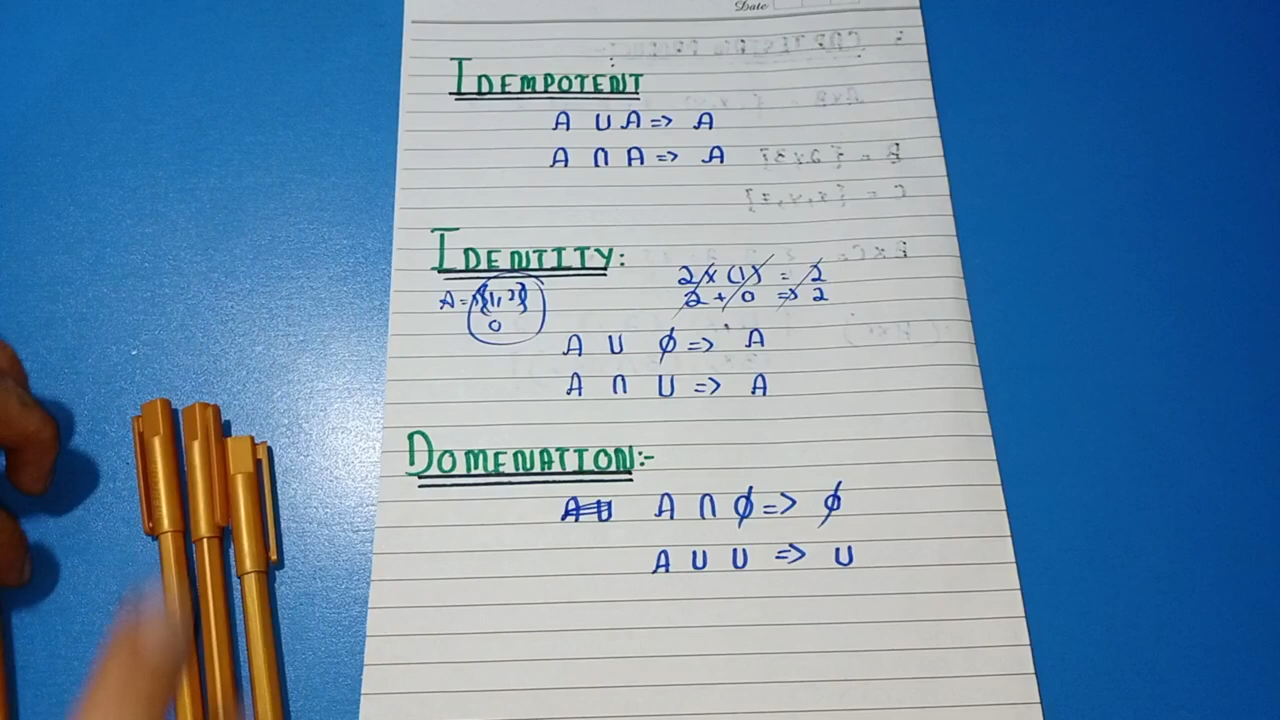 Date
IDEMPOTENT
A U A => A
A ∩ A => A
IDENTITY:
2 x (1) = 2
A = {1, 2}
2 + 0 => 2
0
A U ∅ => A
A ∩ U => A
DOMENATION:-
A U A ∩ ∅ => ∅
A U U => U